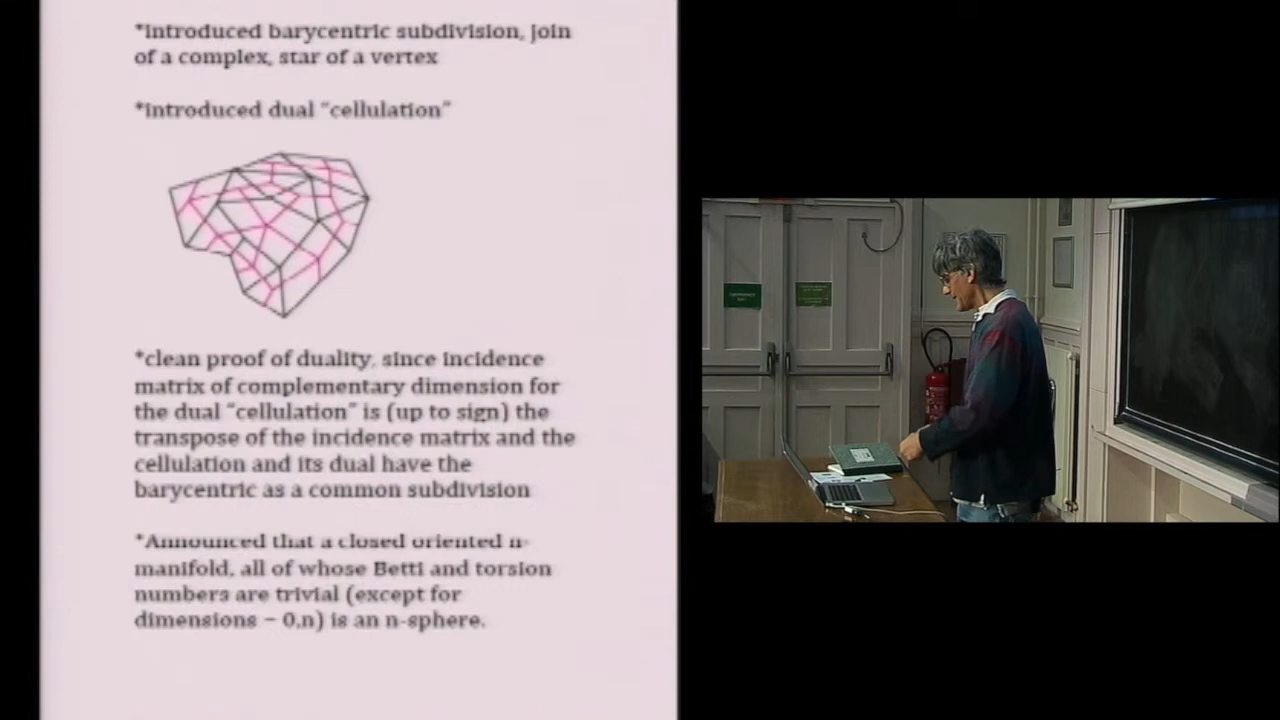 *introduced barycentric subdivision, join
of a complex, star of a vertex
*introduced dual "cellulation"
*clean proof of duality, since incidence
matrix of complementary dimension for
the dual "cellulation" is (up to sign) the
transpose of the incidence matrix and the
cellulation and its dual have the
barycentric as a common subdivision
*Announced that a closed oriented n-
manifold, all of whose Betti and torsion
numbers are trivial (except for
dimensions = 0,n) is an n-sphere.